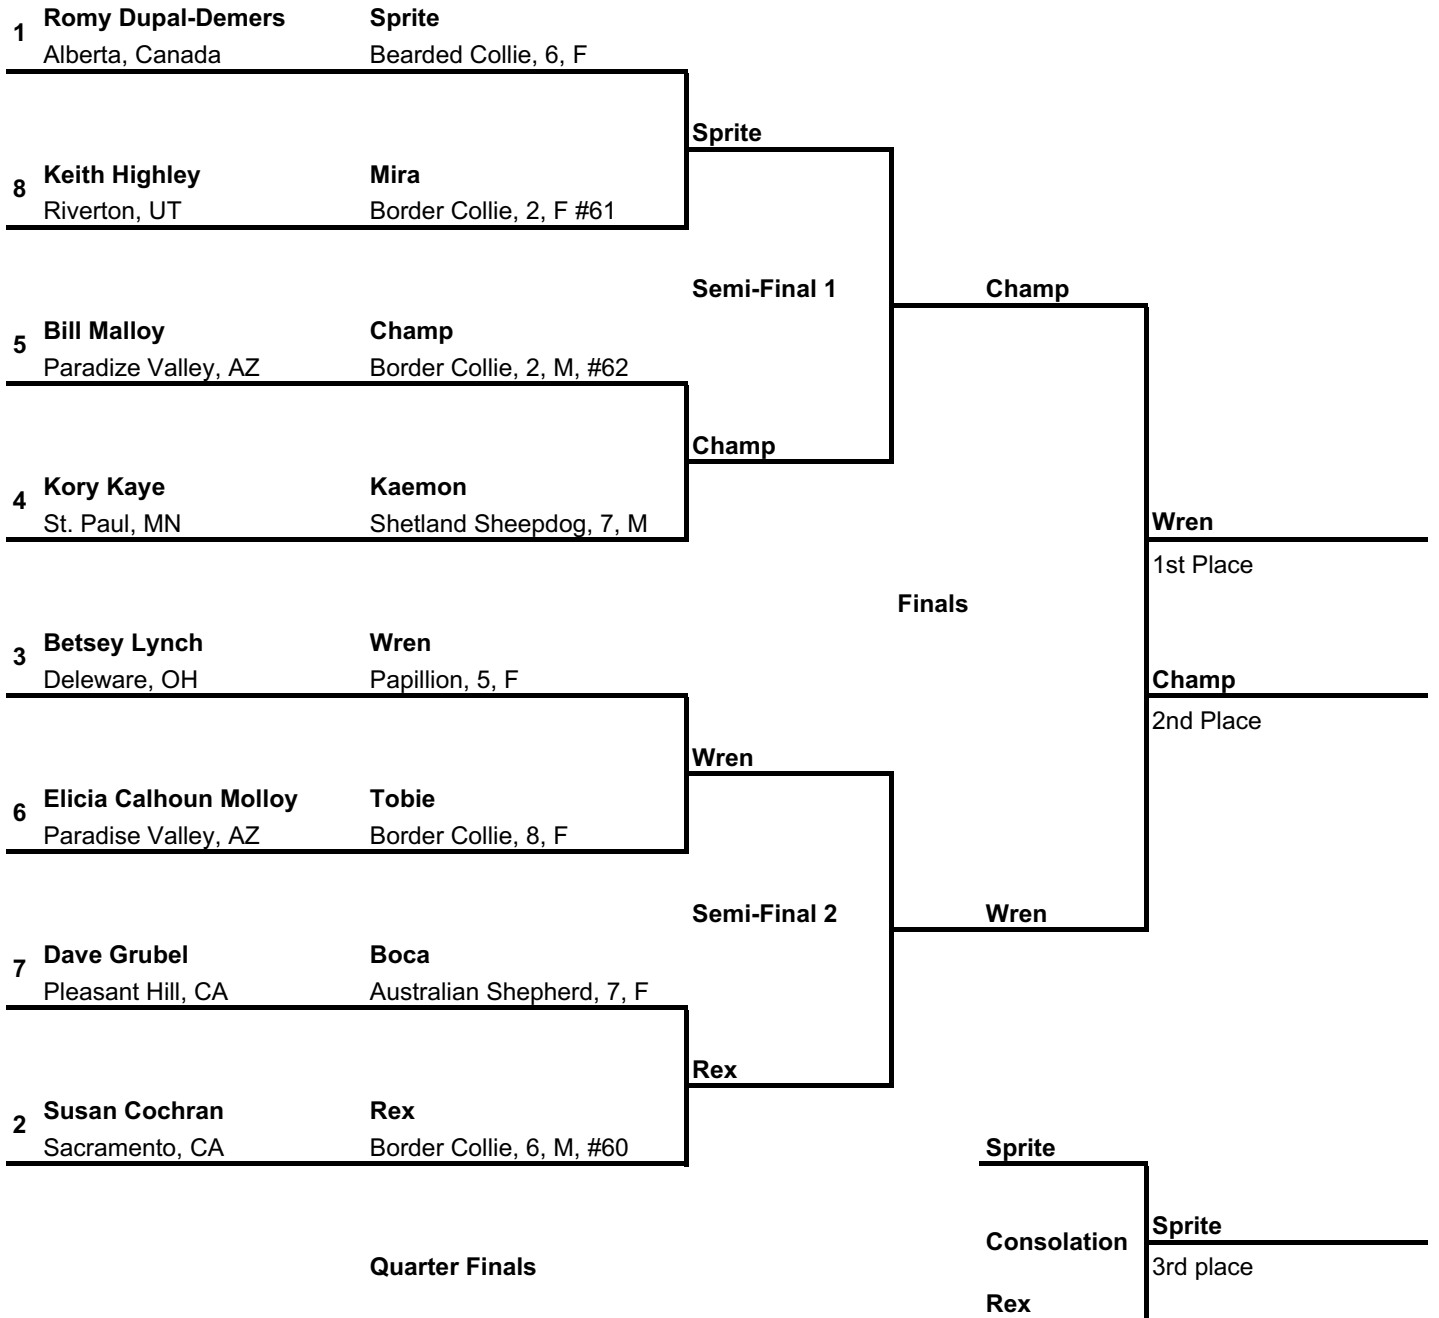 1 Romy Dupal-Demers Sprite
Alberta, Canada Bearded Collie, 6, F
Sprite
8 Keith Highley Mira
Riverton, UT Border Collie, 2, F #61
Semi-Final 1 Champ
5 Bill Malloy Champ
Paradize Valley, AZ Border Collie, 2, M, #62
Champ
4 Kory Kaye Kaemon
St. Paul, MN Shetland Sheepdog, 7, M
Wren
1st Place
Finals
3 Betsey Lynch Wren
Deleware, OH Papillion, 5, F
Champ
2nd Place
Wren
6 Elicia Calhoun Molloy Tobie
Paradise Valley, AZ Border Collie, 8, F
Semi-Final 2 Wren
7 Dave Grubel Boca
Pleasant Hill, CA Australian Shepherd, 7, F
Rex
2 Susan Cochran Rex
Sacramento, CA Border Collie, 6, M, #60
Sprite
Sprite
Consolation
Quarter Finals 3rd place
Rex